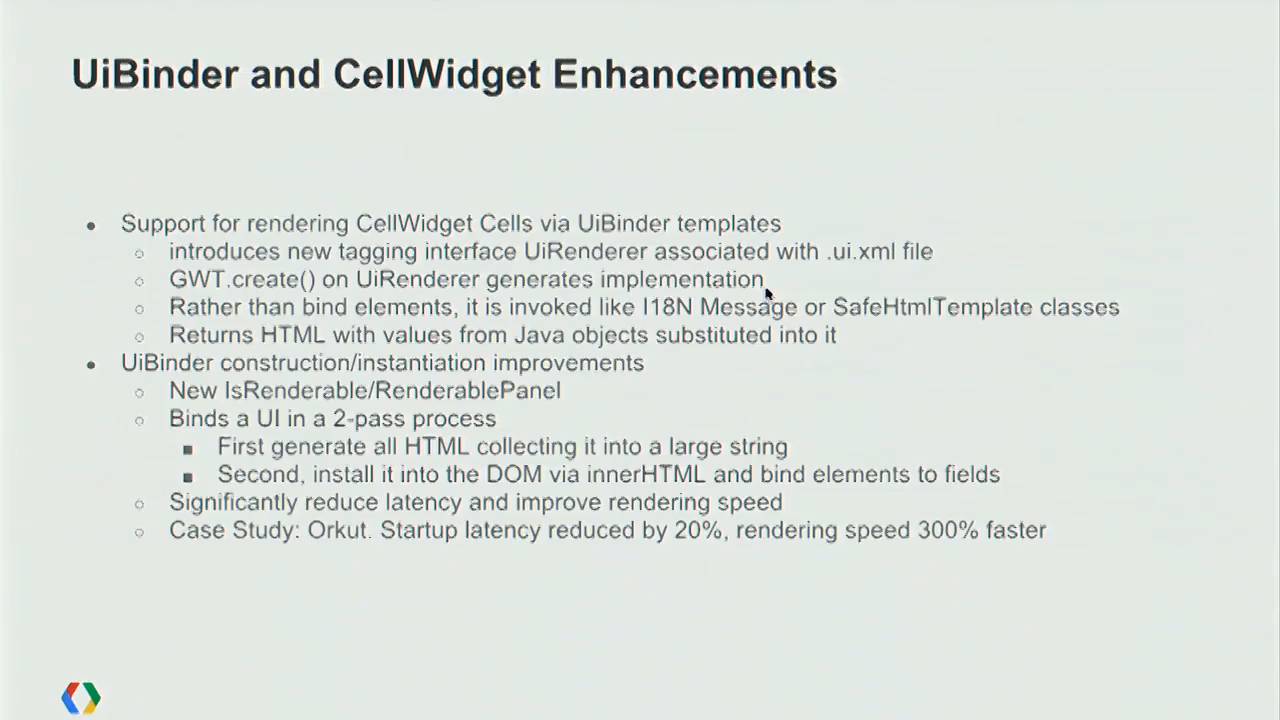 UiBinder and CellWidget Enhancements
● Support for rendering CellWidget Cells via UiBinder templates
○ introduces new tagging interface UiRenderer associated with .ui.xml file
○ GWT.create() on UiRenderer generates implementation
○ Rather than bind elements, it is invoked like I18N Message or SafeHtmlTemplate classes
○ Returns HTML with values from Java objects substituted into it
● UiBinder construction/instantiation improvements
○ New IsRenderable/RenderablePanel
○ Binds a UI in a 2-pass process
■ First generate all HTML collecting it into a large string
■ Second, install it into the DOM via innerHTML and bind elements to fields
○ Significantly reduce latency and improve rendering speed
○ Case Study: Orkut. Startup latency reduced by 20%, rendering speed 300% faster